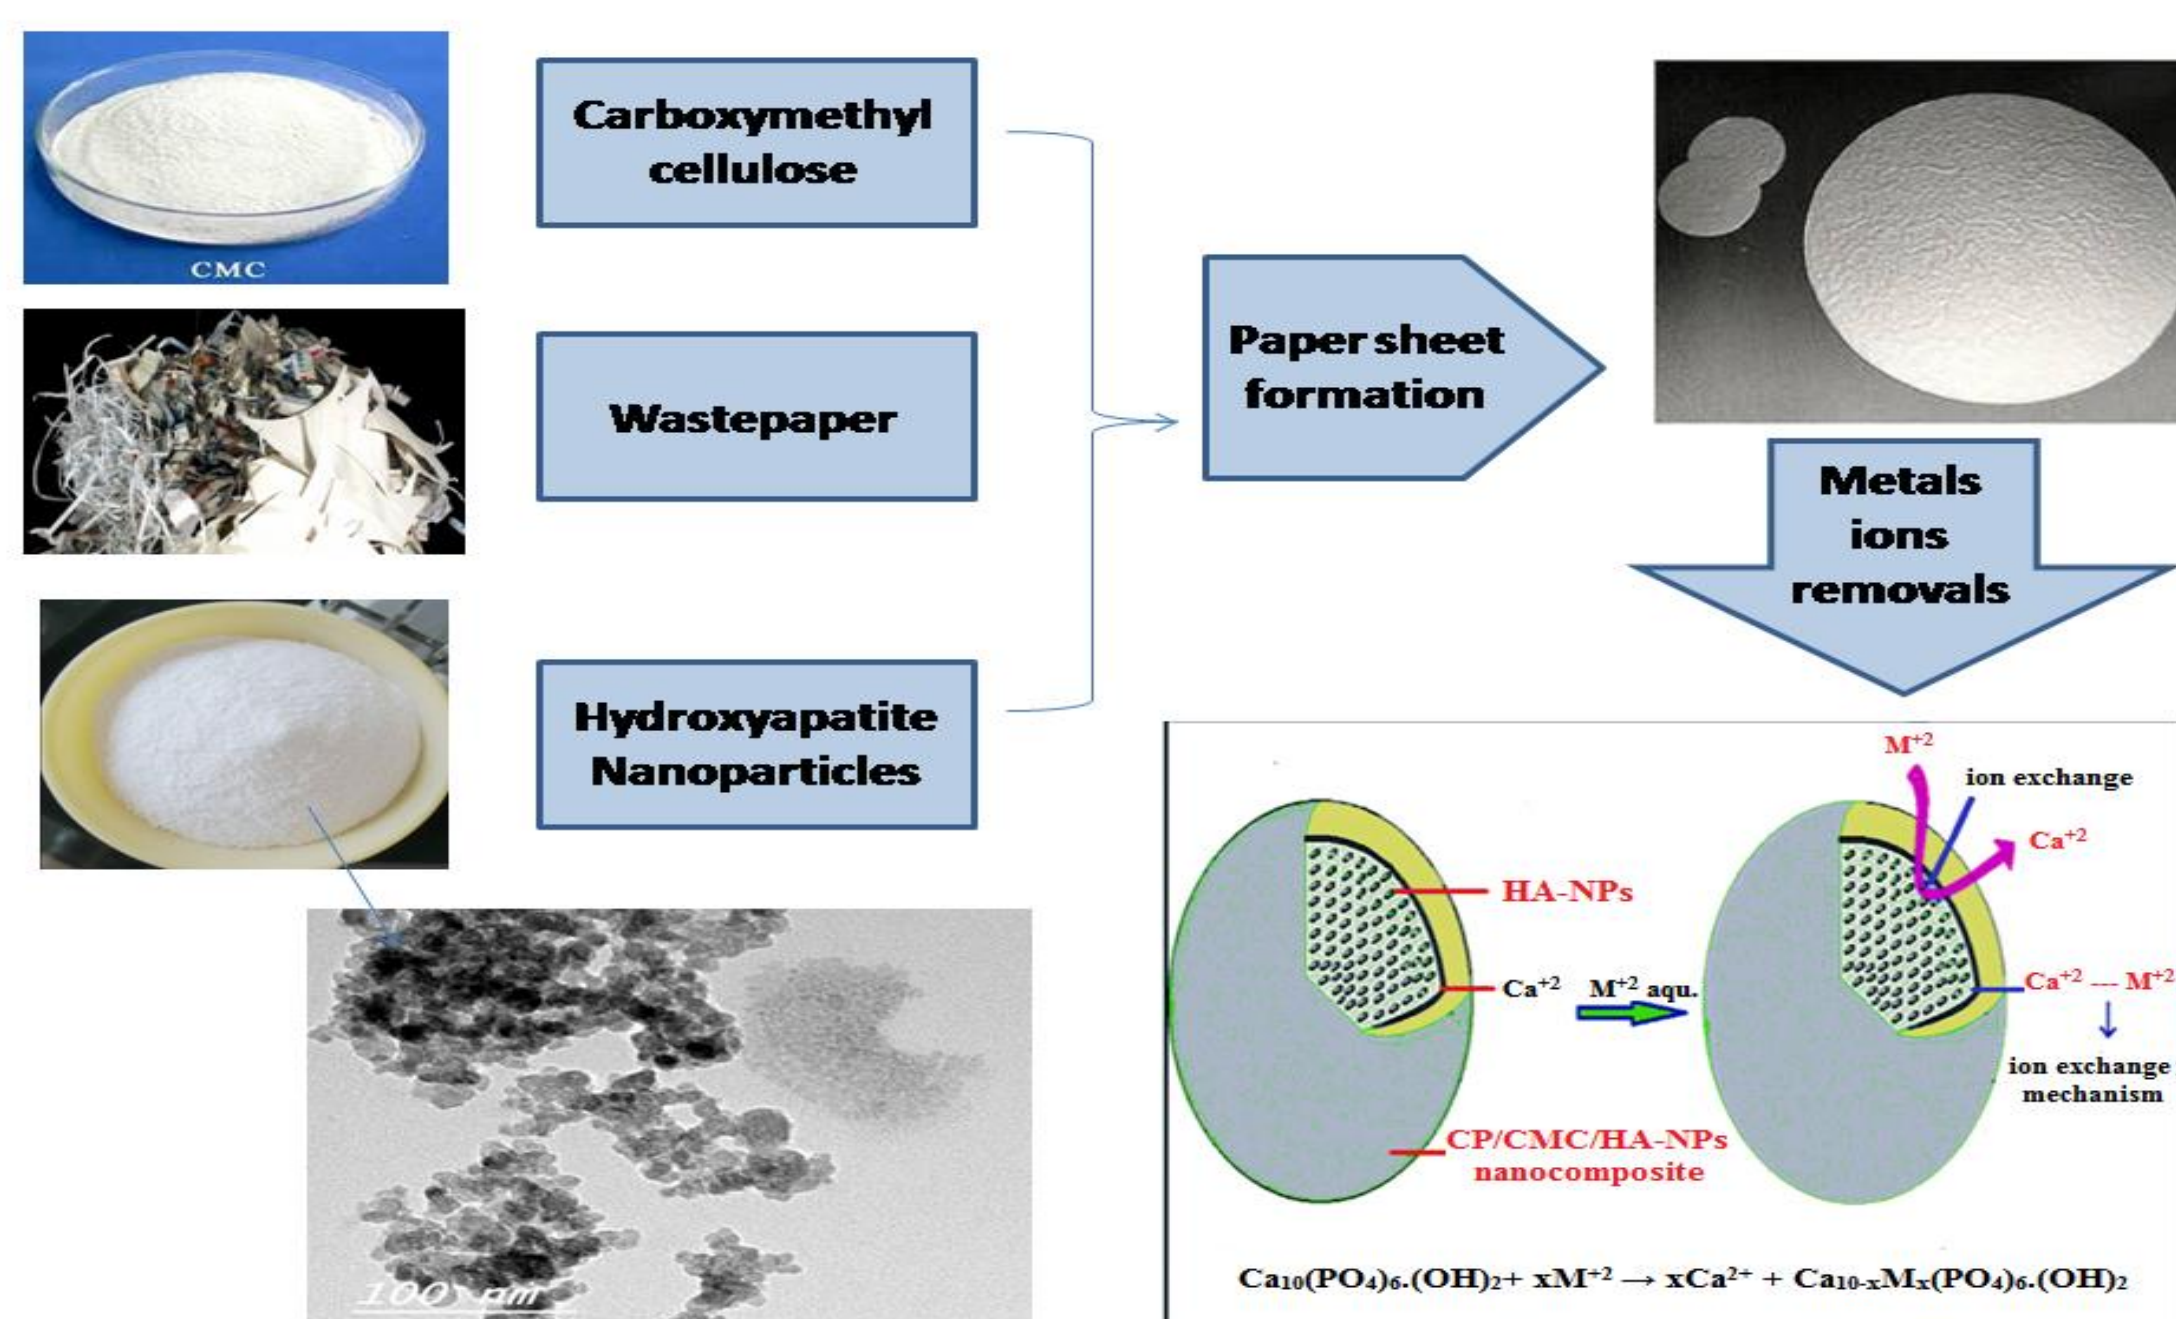 CMC
Carboxymethyl
cellulose
Wastepaper
Hydroxyapatite
Nanoparticles
Paper sheet
formation
Metals
ions
removals
100 nm
M⁺²
ion exchange
Ca⁺²
HA-NPs
Ca⁺²
M⁺² aqu.
Ca⁺² --- M⁺²
ion exchange
mechanism
CP/CMC/HA-NPs
nanocomposite
Ca₁₀(PO₄)₆.(OH)₂+ xM⁺² → xCa²⁺ + Ca₁₀₋ₓMₓ(PO₄)₆.(OH)₂